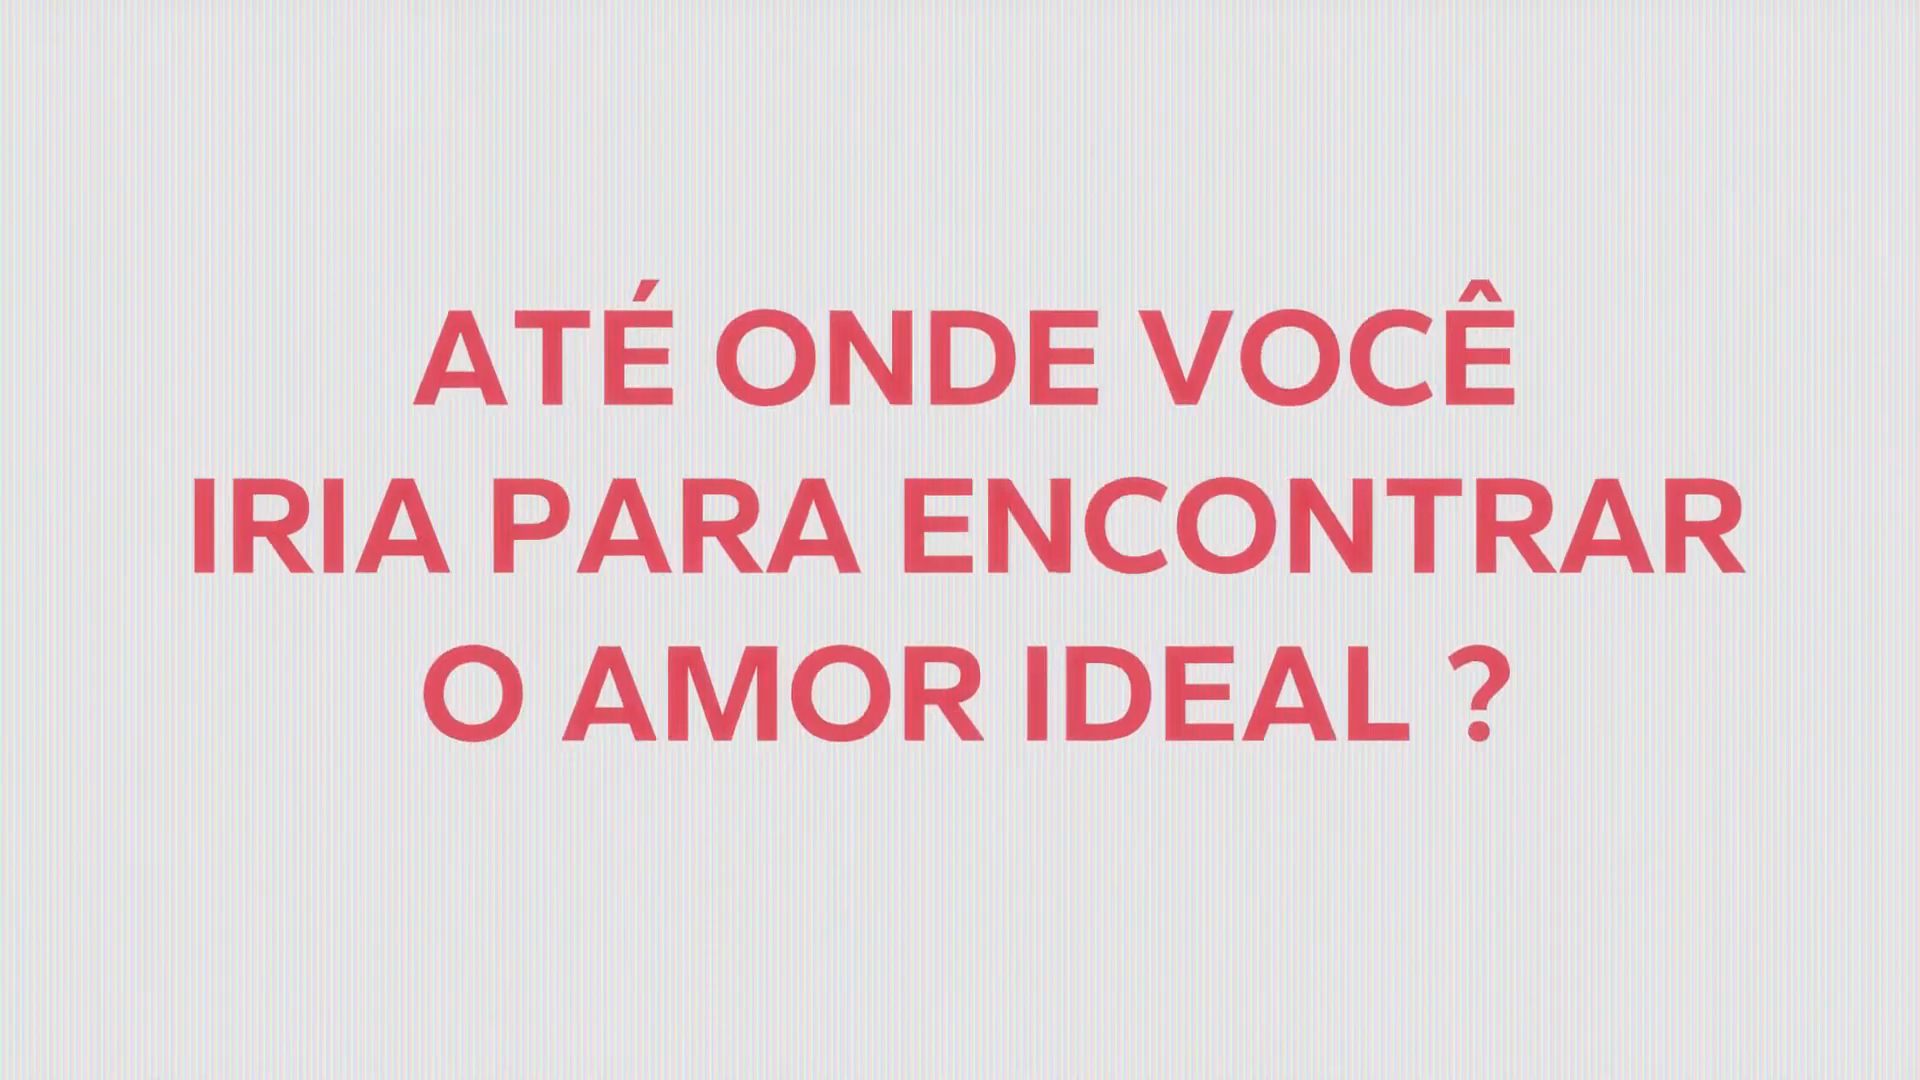 ATÉ ONDE VOCÊ
IRIA PARA ENCONTRAR
O AMOR IDEAL ?